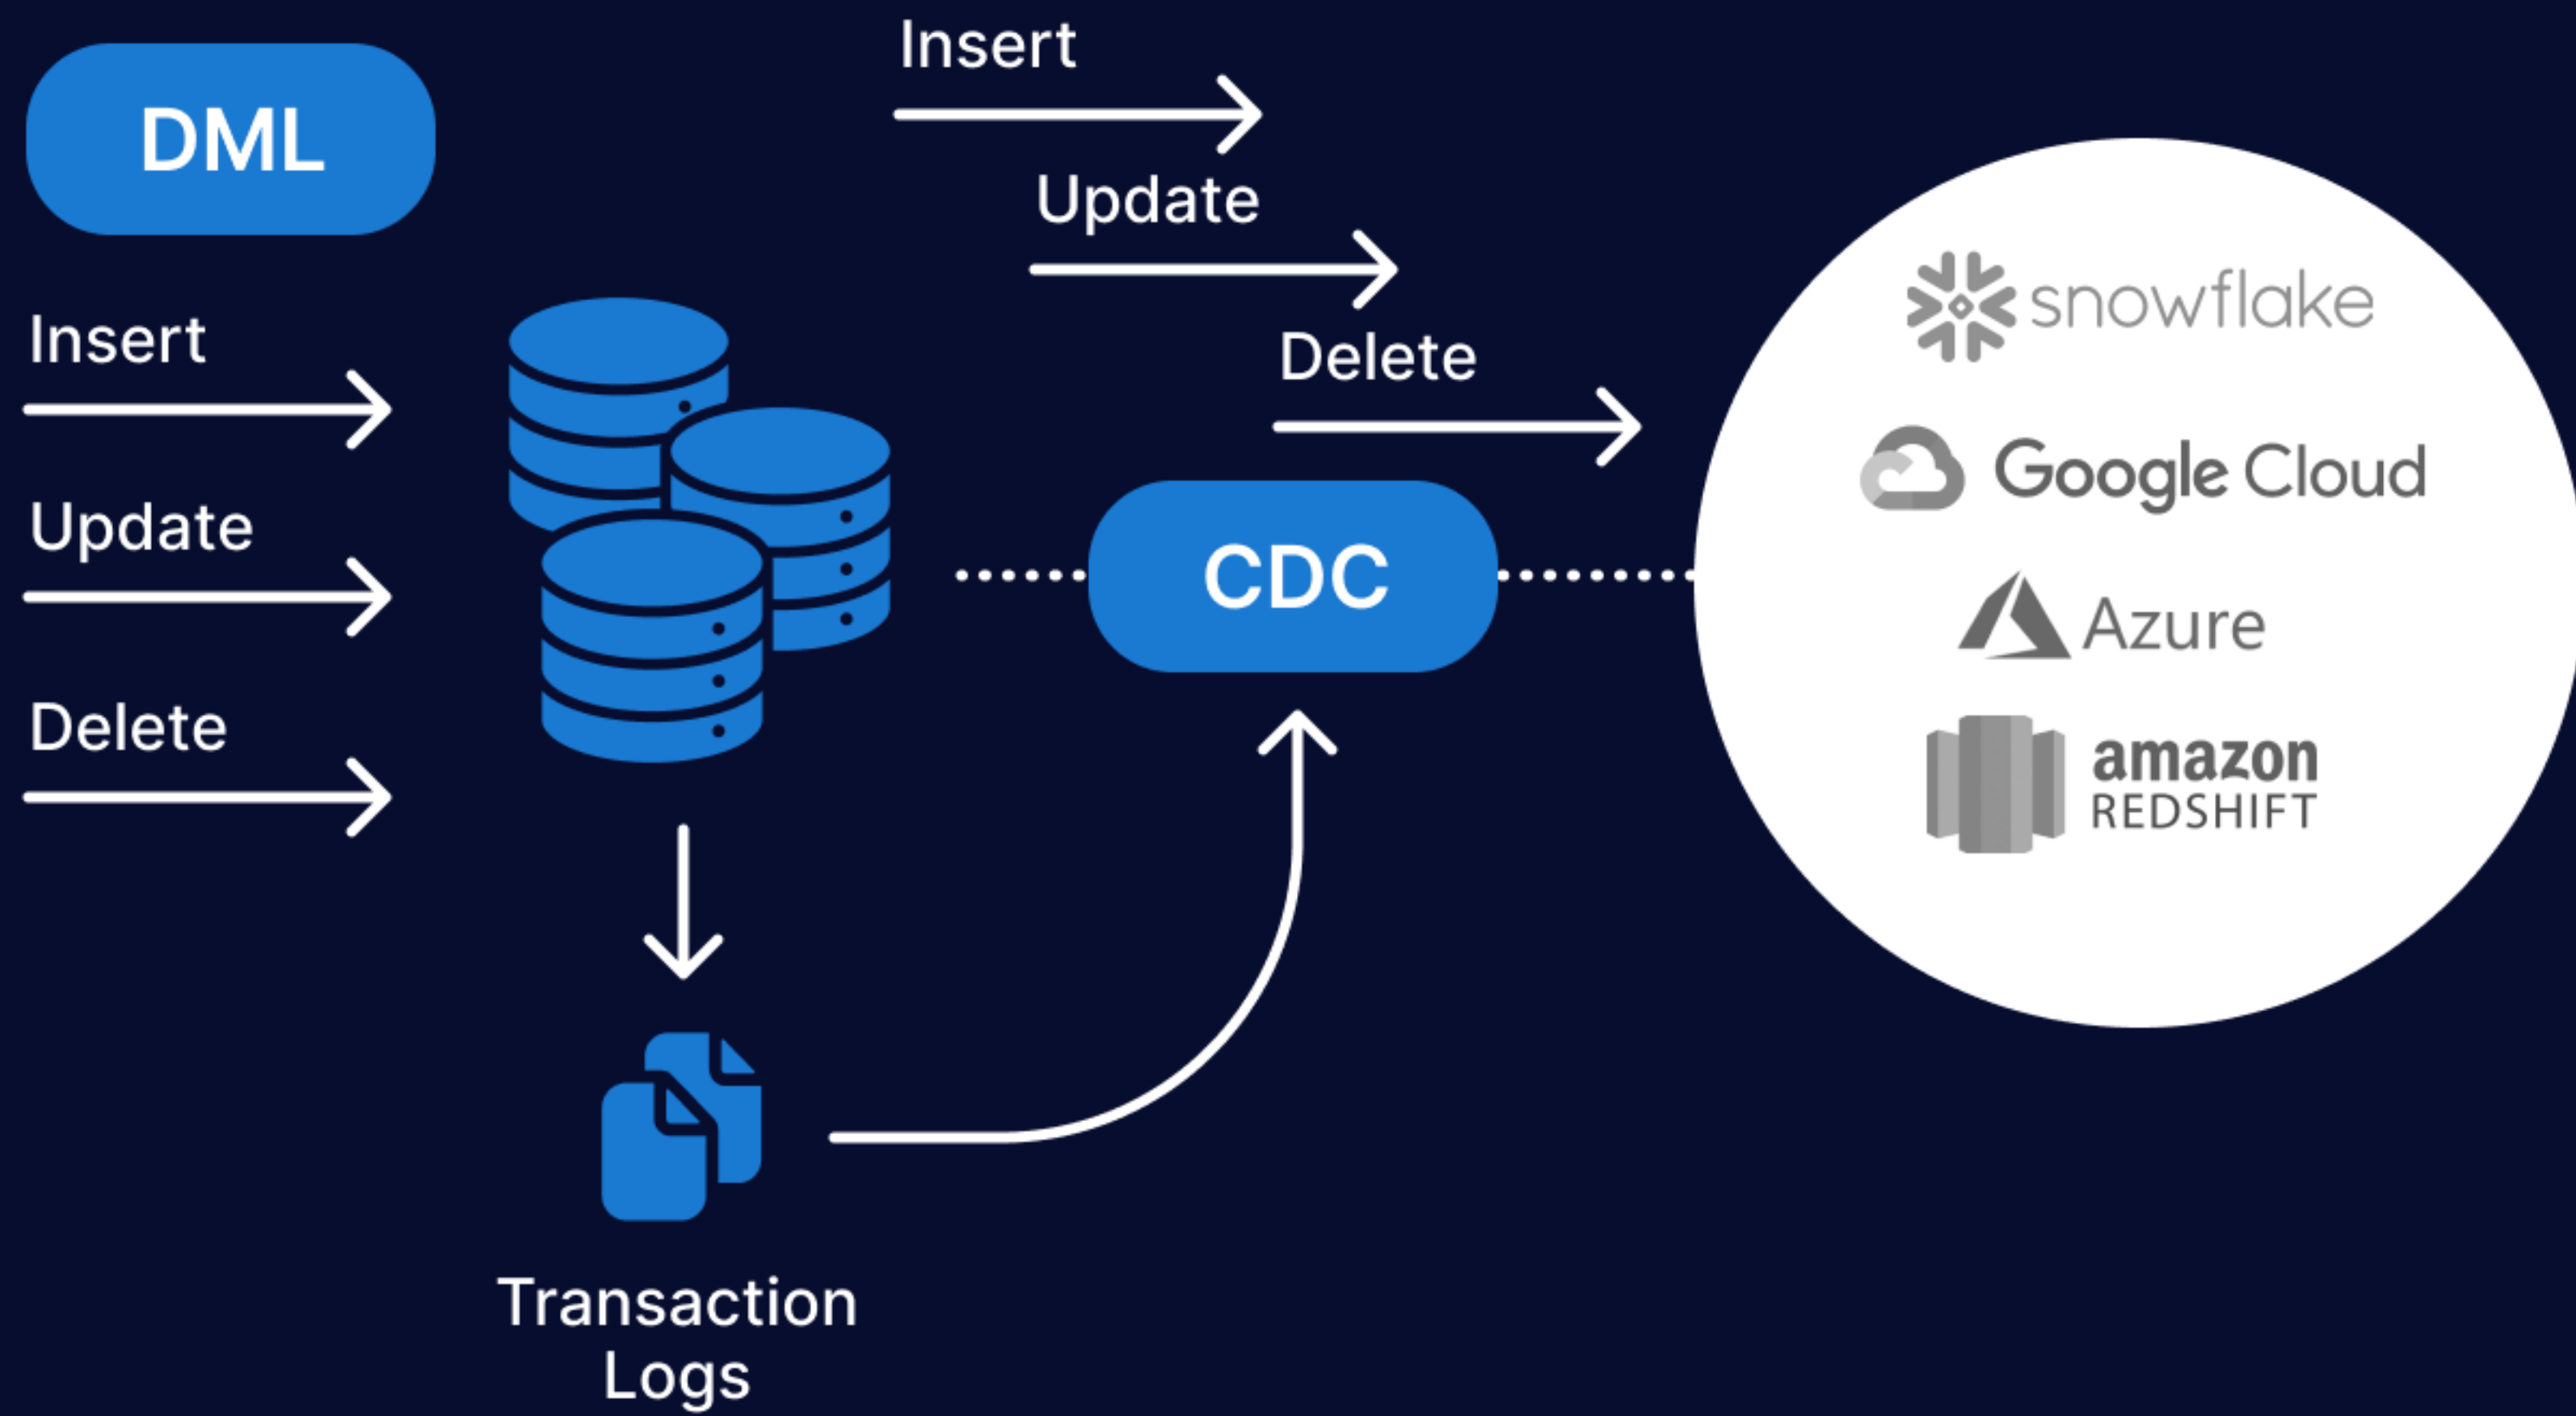 DML
Insert
Update
Delete
Insert
Update
Delete
CDC
Transaction
Logs
snowflake
Google Cloud
Azure
amazon
REDSHIFT